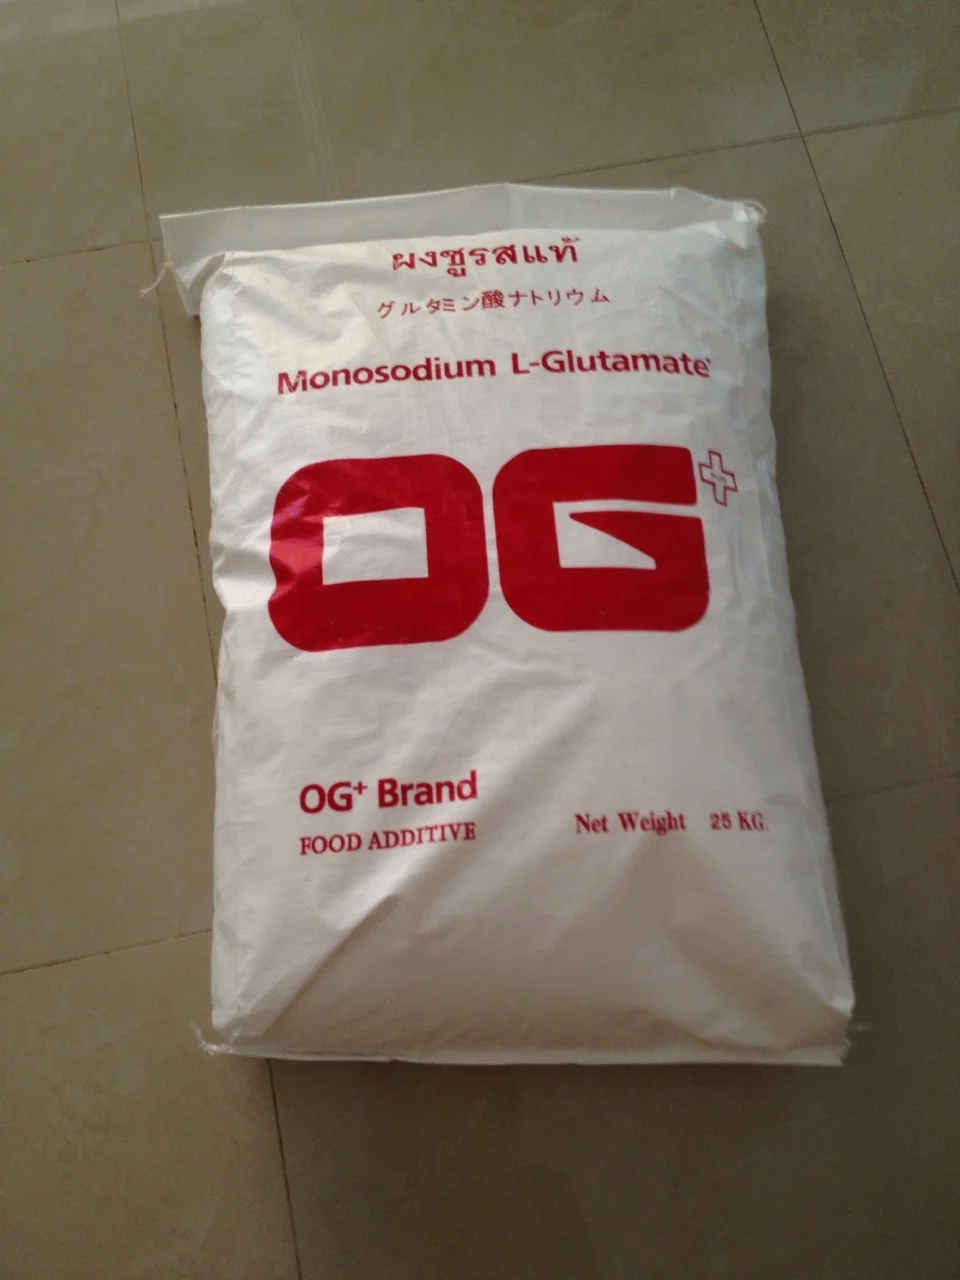 ผงชูรสแท้
グルタミン酸ナトリウム
Monosodium L-Glutamate
OG+
OG+ Brand
FOOD ADDITIVE
Net Weight 25 KG.